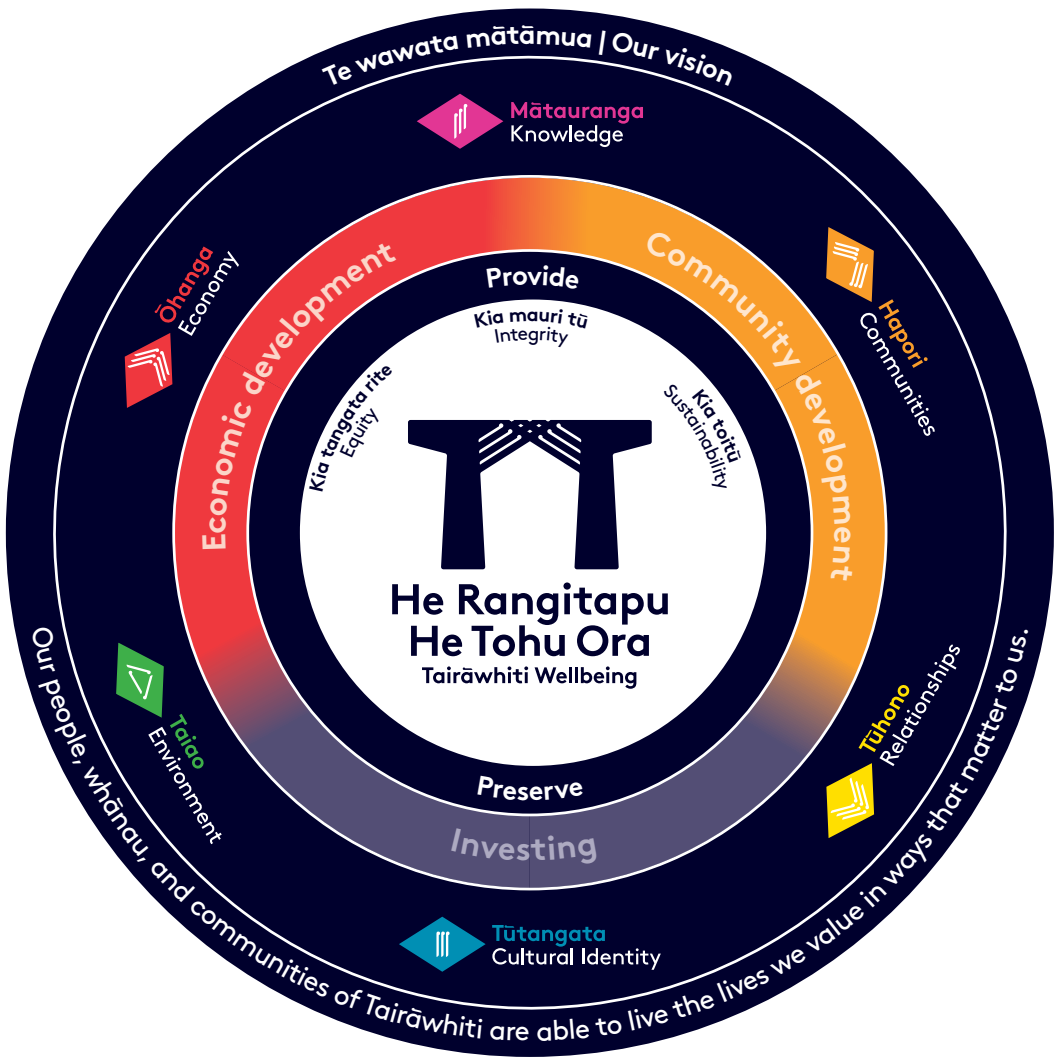 Te wawata mātāmua | Our vision
Mātauranga
Knowledge
Hapori
Communities
Tūhono
Relationships
Tūtangata
Cultural Identity
Taiao
Environment
Ōhanga
Economy
Economic development
Community development
Investing
Provide
Preserve
Kia tangata rite
Equity
Kia mauri tū
Integrity
Kia toitū
Sustainability
He Rangitapu
He Tohu Ora
Tairāwhiti Wellbeing
Our people, whānau, and communities of Tairāwhiti are able to live the lives we value in ways that matter to us.